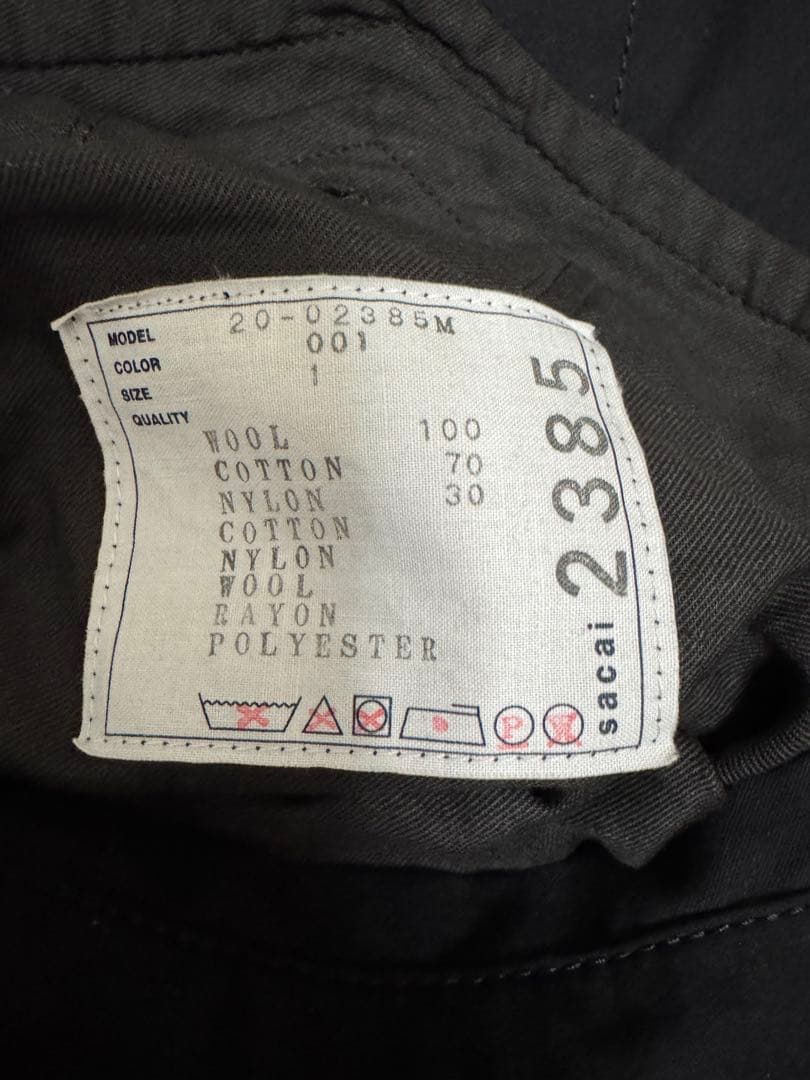 MODEL 20-02385M
COLOR 001
SIZE 1
QUALITY
WOOL 100
COTTON 70
NYLON 30
COTTON
NYLON
WOOL
RAYON
POLYESTER
P
W
sacai 2385